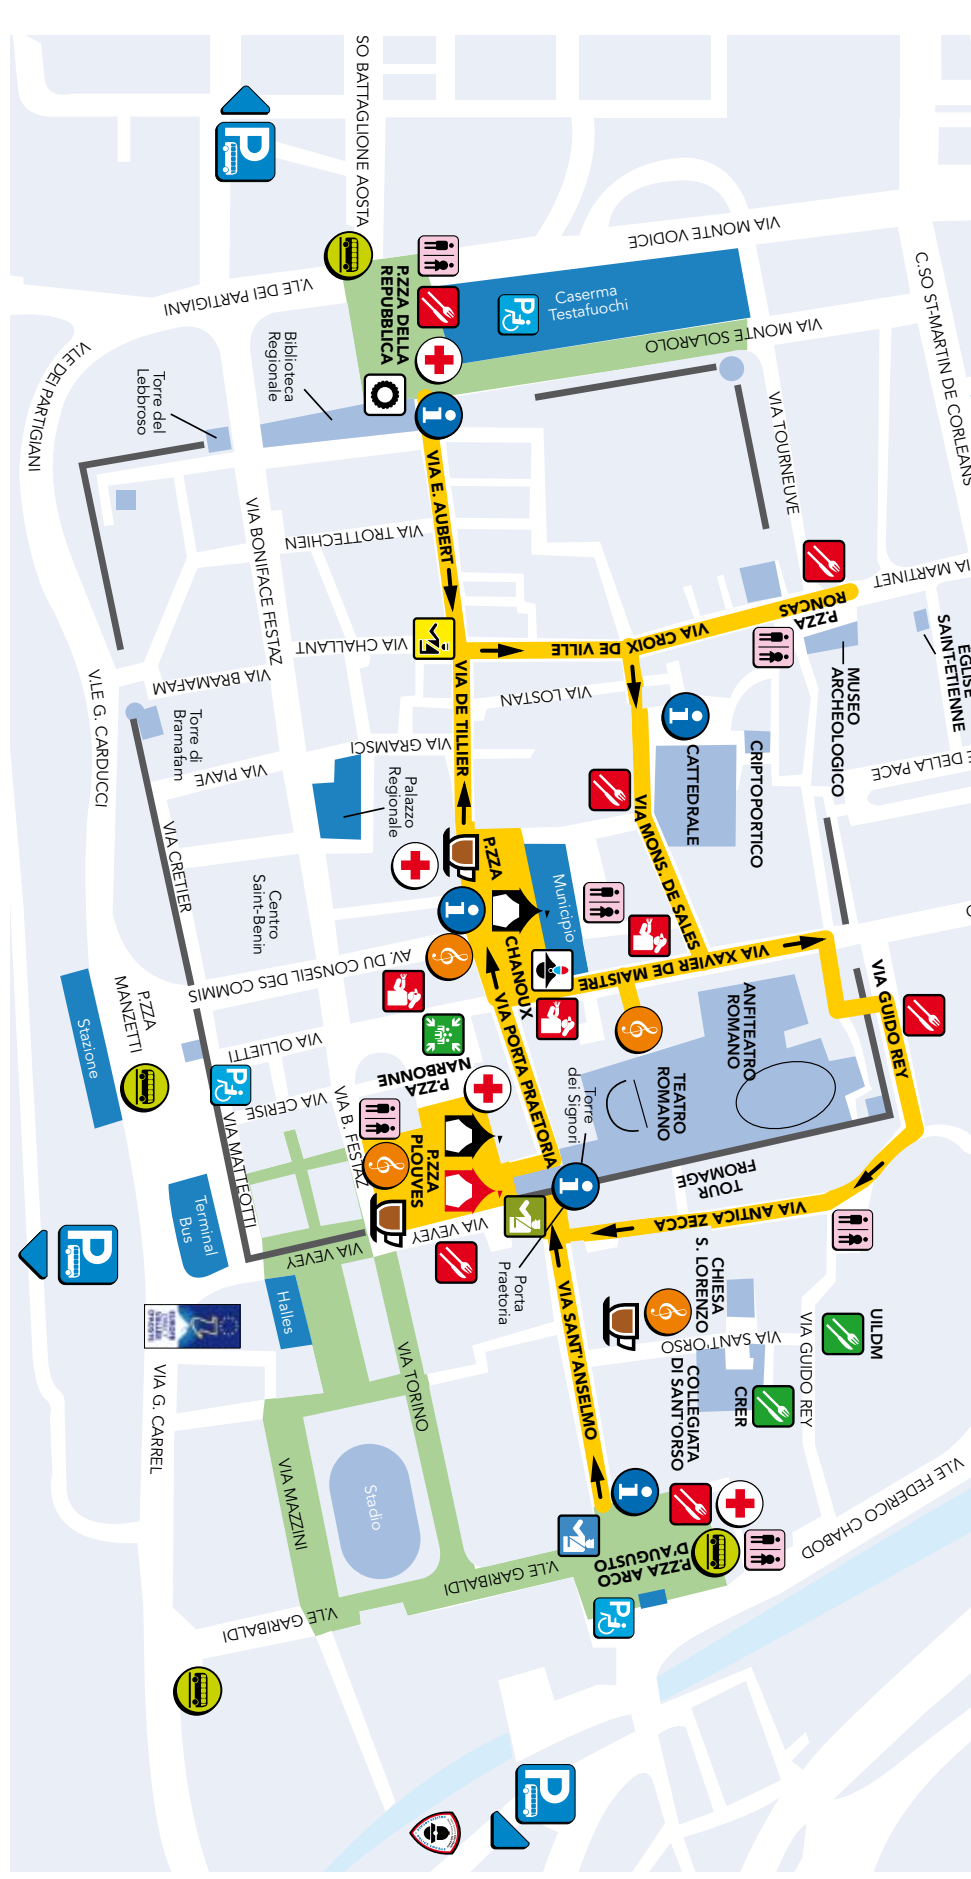 SO BATTAGLIONE AOSTA
P
VIA MONTE VODICE
C.SO ST-MARTIN DE CORLEANS
V.LE DEI PARTIGIANI
P.ZZA DELLA
REPUBBLICA
Caserma
Testafuochi
P
VIA MONTE SOLAROLO
V.LE DEI PARTIGIANI
Biblioteca
Regionale
Torre del
Lebbroso
i
VIA TOURNEUVE
VIA E. AUBERT
VIA TROTTECHIEN
VIA BONIFACE FESTAZ
VIA MARTINET
P.ZZA
RONCAS
VIA CHALLANT
VIA CROIX DE VILLE
EGLISE
SAINT-ETIENNE
MUSEO
ARCHEOLOGICO
VIA BRAMAFAM
VIA LOSTAN
V.LE G. CARDUCCI
Torre di
Bramafam
VIA DE TILLIER
VIA GRAMSCI
VIA PIAVE
i
CATTEDRALE
CRIPTOPORTICO
E DELLA PACE
Palazzo
Regionale
VIA CRETIER
Centro
Saint-Benin
P.ZZA
CHANOUX
Municipio
i
VIA MONS. DE SALES
AV. DU CONSEIL DES COMMIS
VIA XAVIER DE MAISTRE
VIA GUIDO REY
ANFITEATRO
ROMANO
TEATRO
ROMANO
Stazione
P.ZZA
MANZETTI
VIA OLLIETTI
VIA PORTA PRAETORIA
P.ZZA
NARBONNE
Torre
dei Signori
P
VIA CERISE
VIA B. FESTAZ
VIA MATTEOTTI
P.ZZA
PLOUVES
i
TOUR
FROMAGE
VIA ANTICA ZECCA
Terminal
Bus
VIA VEVEY
VIA VEVEY
Porta
Praetoria
P
Halles
CHIESA
S. LORENZO
VIA SANT'ORSO
VIA GUIDO REY
UILDM
VIA SANT'ANSELMO
COLLEGIATA
DI SANT'ORSO
CRER
VIA G. CARREL
VIA TORINO
VIA MAZZINI
Stadio
i
V.LE FEDERICO CHABOD
P.ZZA ARCO
D'AUGUSTO
V.LE GARIBALDI
V.LE GARIBALDI
P
P